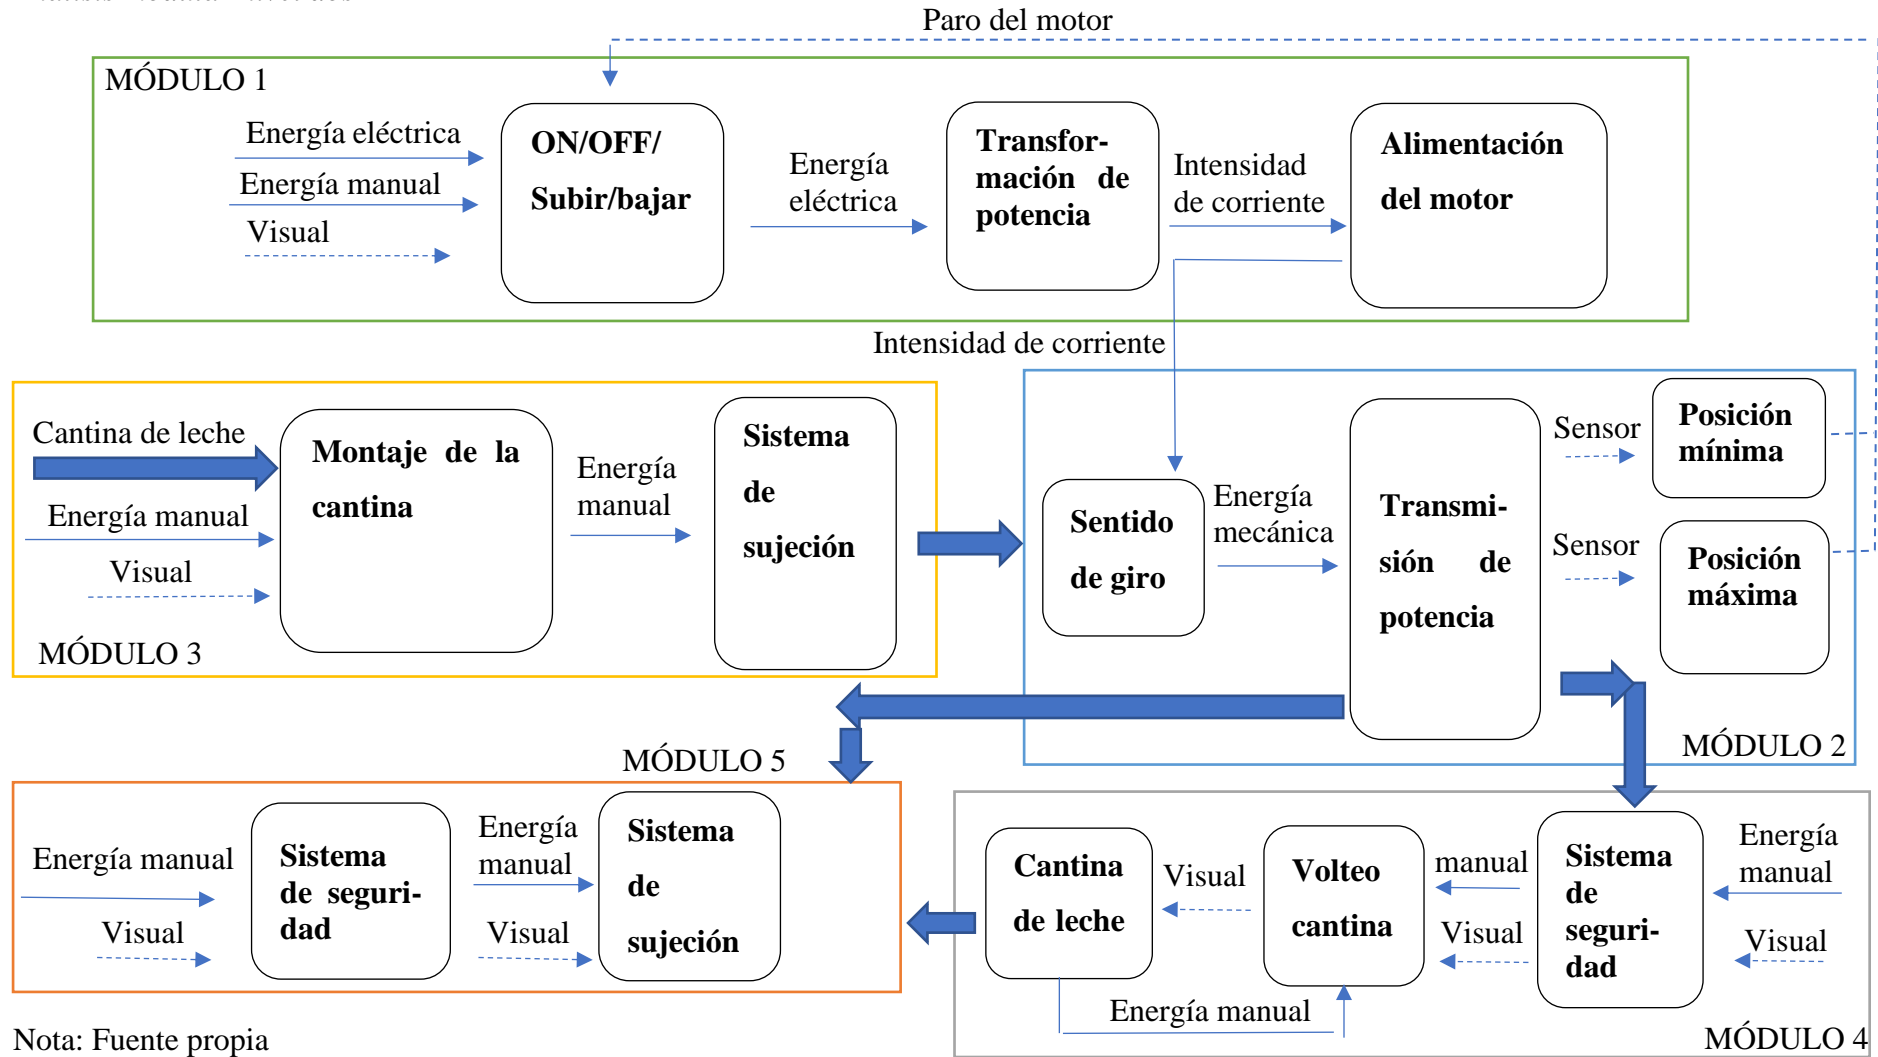 Paro del motor
MÓDULO 1
Energía eléctrica
Energía manual
Visual
ON/OFF/
Subir/bajar
Energía
eléctrica
Transfor-
mación de
potencia
Intensidad
de corriente
Alimentación
del motor
Intensidad de corriente
Cantina de leche
Energía manual
Visual
Montaje de la
cantina
Energía
manual
Sistema
de
sujeción
MÓDULO 3
Sentido
de giro
Energía
mecánica
Transmi-
sión de
potencia
Sensor
Posición
mínima
Sensor
Posición
máxima
MÓDULO 2
MÓDULO 5
Energía manual
Visual
Sistema
de seguri-
dad
Energía
manual
Visual
Sistema
de
sujeción
Cantina
de leche
Visual
Volteo
cantina
manual
Visual
Sistema
de
seguri-
dad
Energía
manual
Visual
Energía manual
MÓDULO 4
Nota: Fuente propia